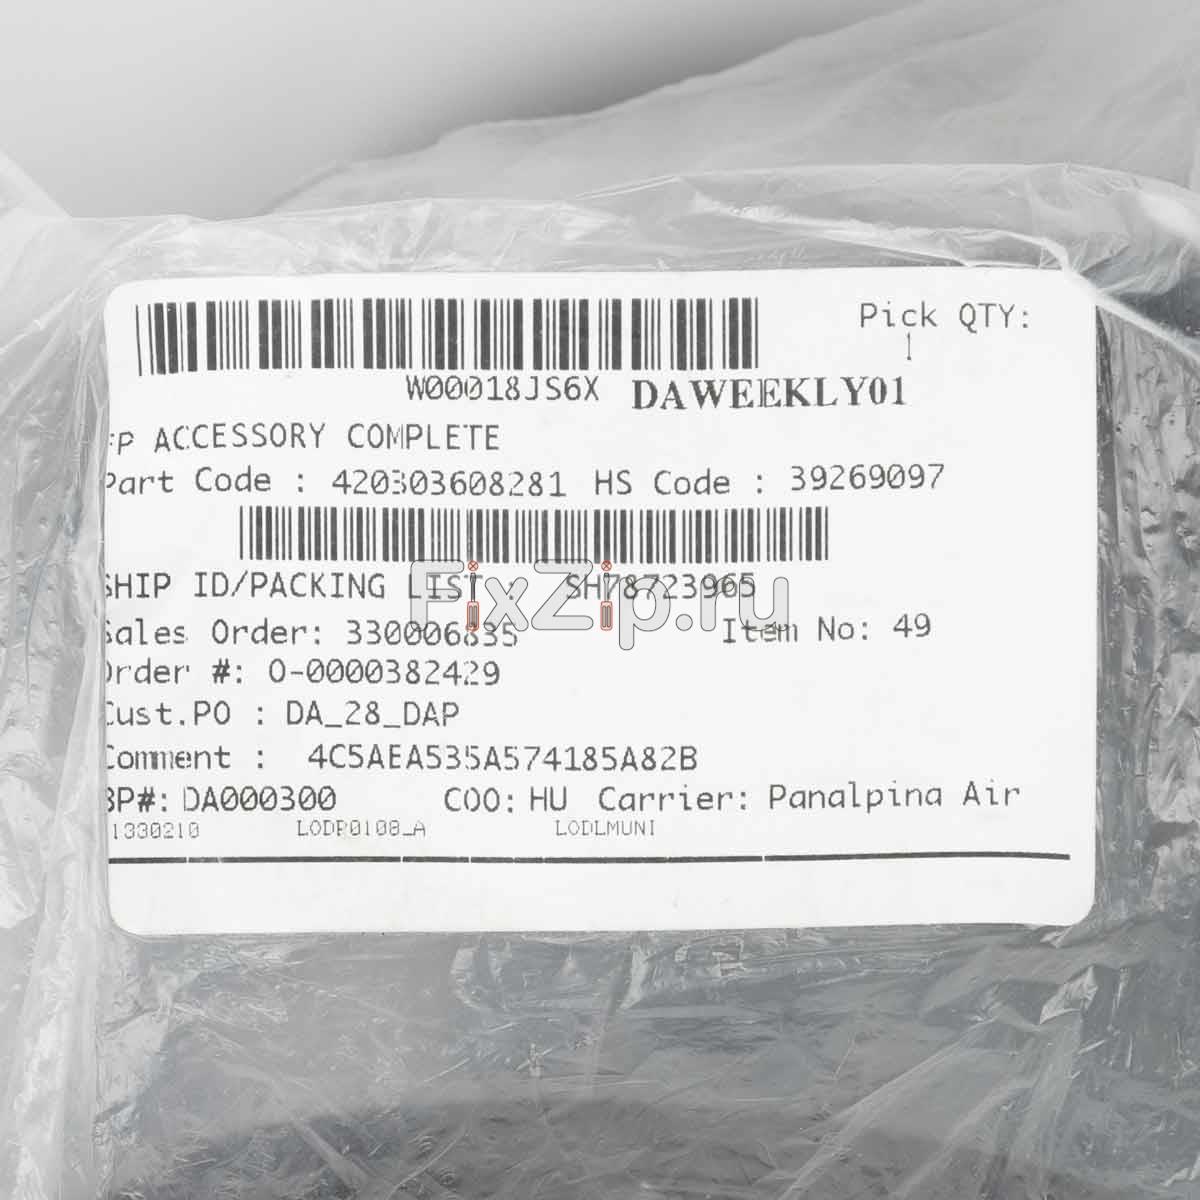 Pick QTY:
1
W00018JS6X DAWEEKLY01
FP ACCESSORY COMPLETE
Part Code : 420303608281 HS Code : 39269097
SHIP ID/PACKING LIST : SH78723965
Sales Order: 330006835 Item No: 49
Order #: O-0000382429
Cust.PO : DA_28_DAP
Comment : 4C5AEA535A574185A82B
BP#: DA000300 COO: HU Carrier: Panalpina Air
1330210 LODP0108_A LODLMUNI
FixZip.ru